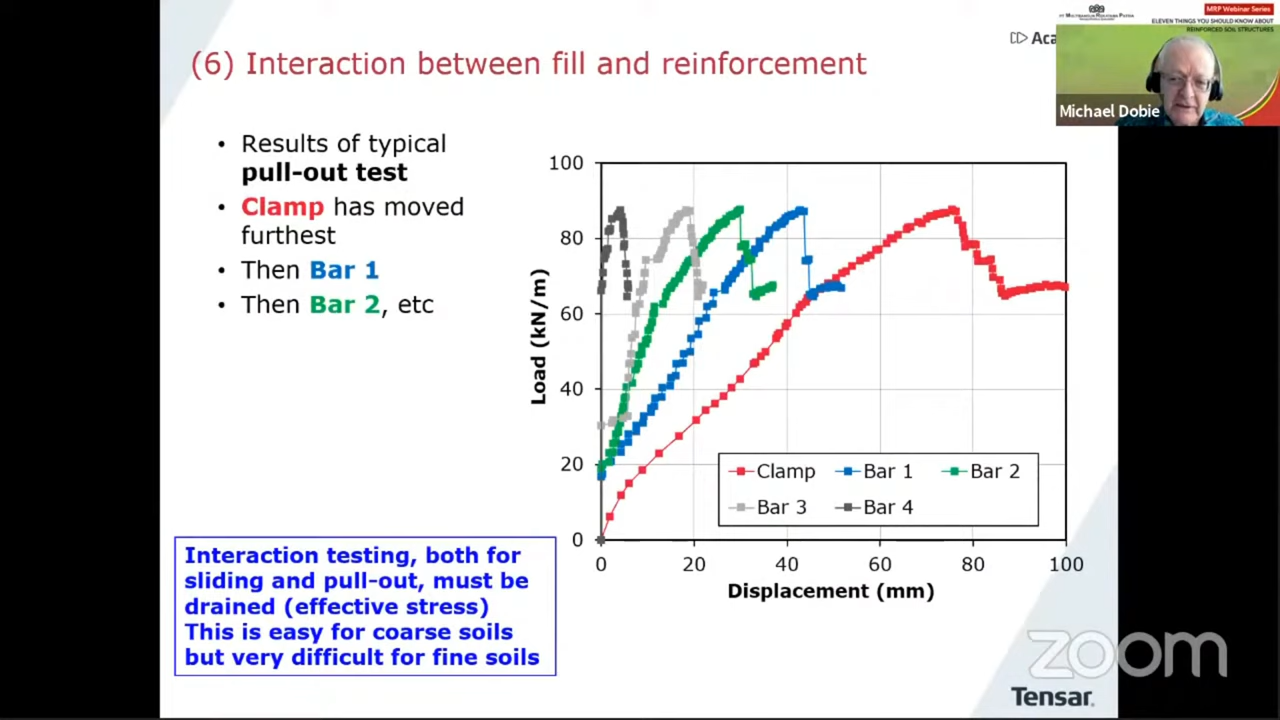 MRP Webinar Series
ELEVEN THINGS YOU SHOULD KNOW ABOUT
REINFORCED SOIL STRUCTURES
Michael Dobie
(6) Interaction between fill and reinforcement
• Results of typical
pull-out test
• Clamp has moved
furthest
• Then Bar 1
• Then Bar 2, etc
Interaction testing, both for
sliding and pull-out, must be
drained (effective stress)
This is easy for coarse soils
but very difficult for fine soils
Load (kN/m)
100
80
60
40
20
0
Clamp Bar 1 Bar 2
Bar 3 Bar 4
0 20 40 60 80 100
Displacement (mm)
zoom
Tensar